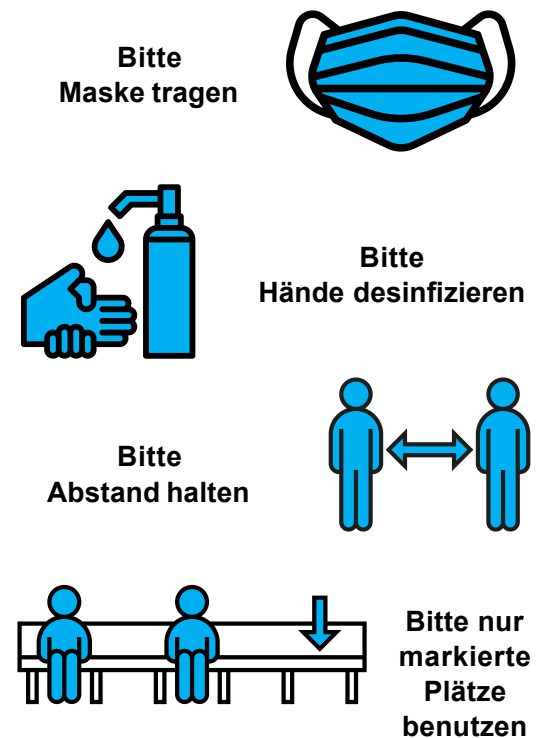 Bitte
Maske tragen
Bitte
Hände desinfizieren
Bitte
Abstand halten
Bitte nur
markierte
Plätze
benutzen